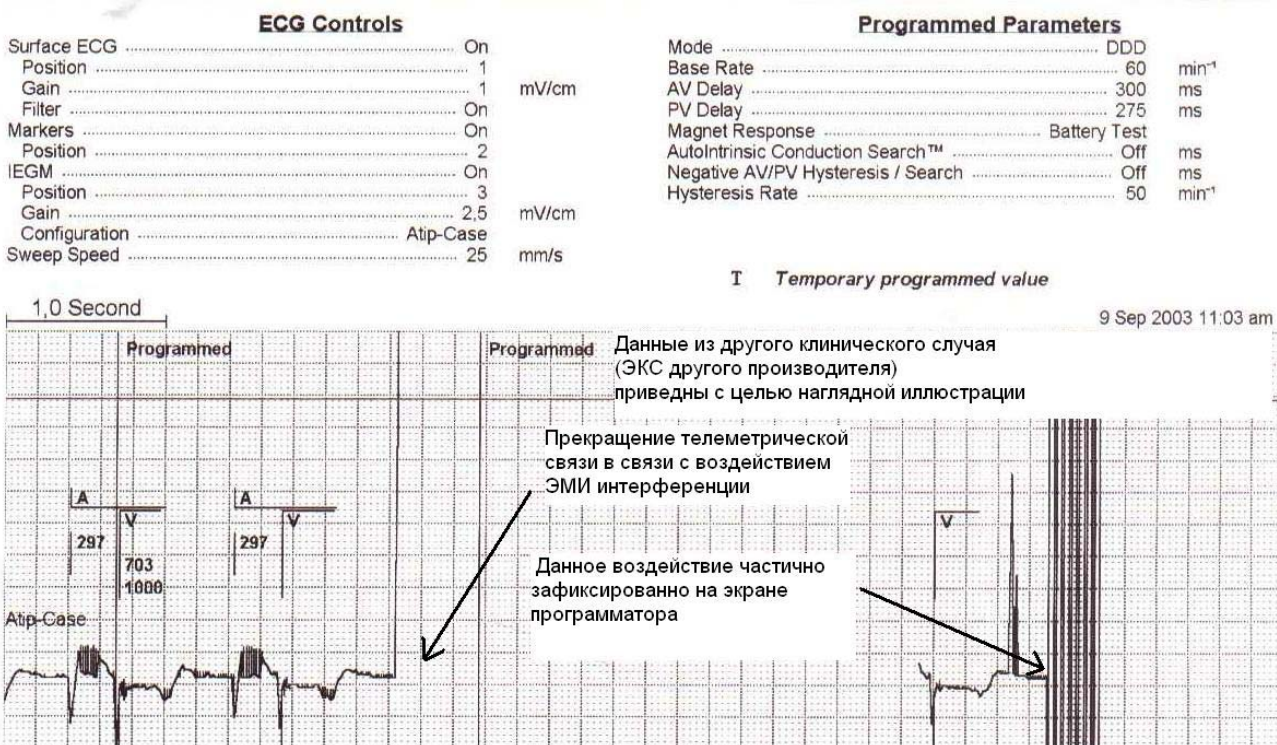 ECG Controls
Surface ECG ........ On
Position ........ 1
Gain ........ 1 mV/cm
Filter ........ On
Markers ........ On
Position ........ 2
IEGM ........ On
Position ........ 3
Gain ........ 2,5 mV/cm
Configuration ........ Atip-Case
Sweep Speed ........ 25 mm/s
Programmed Parameters
Mode ........ DDD
Base Rate ........ 60 min⁻¹
AV Delay ........ 300 ms
PV Delay ........ 275 ms
Magnet Response ........ Battery Test
AutoIntrinsic Conduction Search™ ........ Off ms
Negative AV/PV Hysteresis / Search ........ Off ms
Hysteresis Rate ........ 50 min⁻¹
T Temporary programmed value
1,0 Second
9 Sep 2003 11:03 am
Programmed
Programmed
Данные из другого клинического случая
(ЭКС другого производителя)
приведны с целью наглядной иллюстрации
Прекращение телеметрической
связи в связи с воздействием
ЭМИ интерференции
A
A
V
V
V
297
297
703
1000
Данное воздействие частично
зафиксированно на экране
программатора
Atip-Case